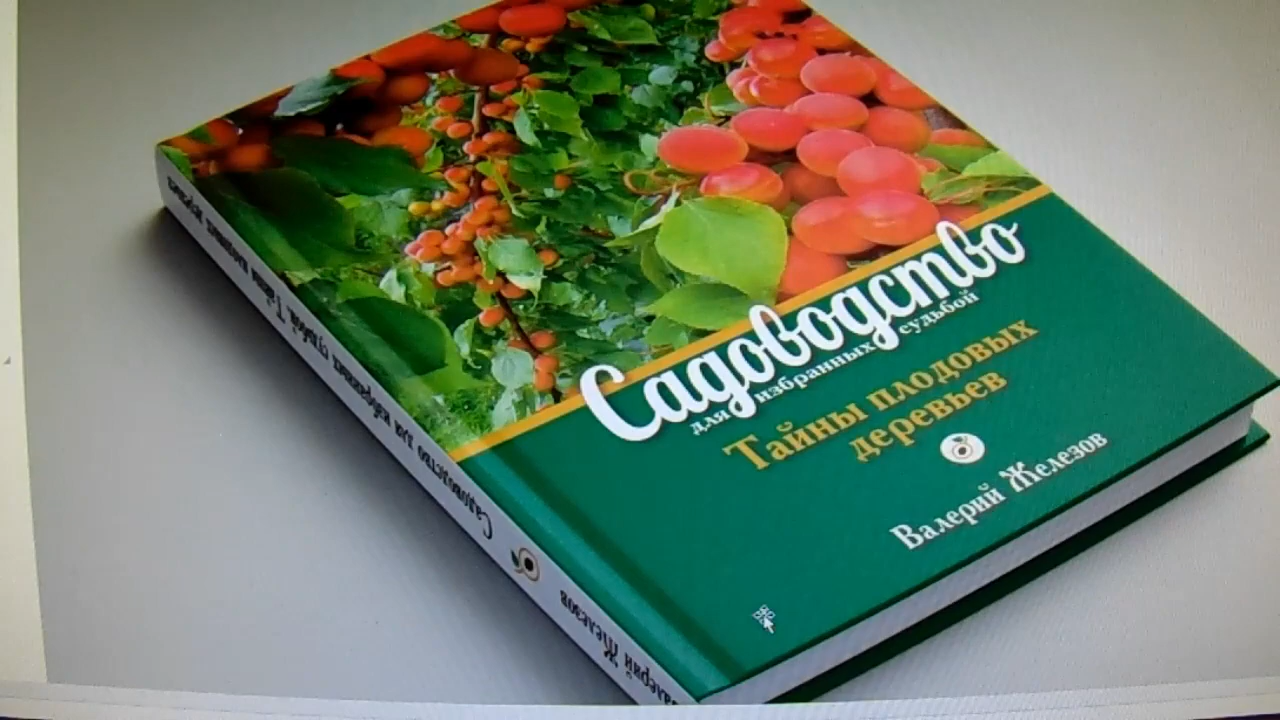 Садоводство
для избранных судьбой
Тайны плодовых
деревьев
Валерий Железов
Валерий Железов Садоводство для избранных судьбой. Тайны плодовых деревьев